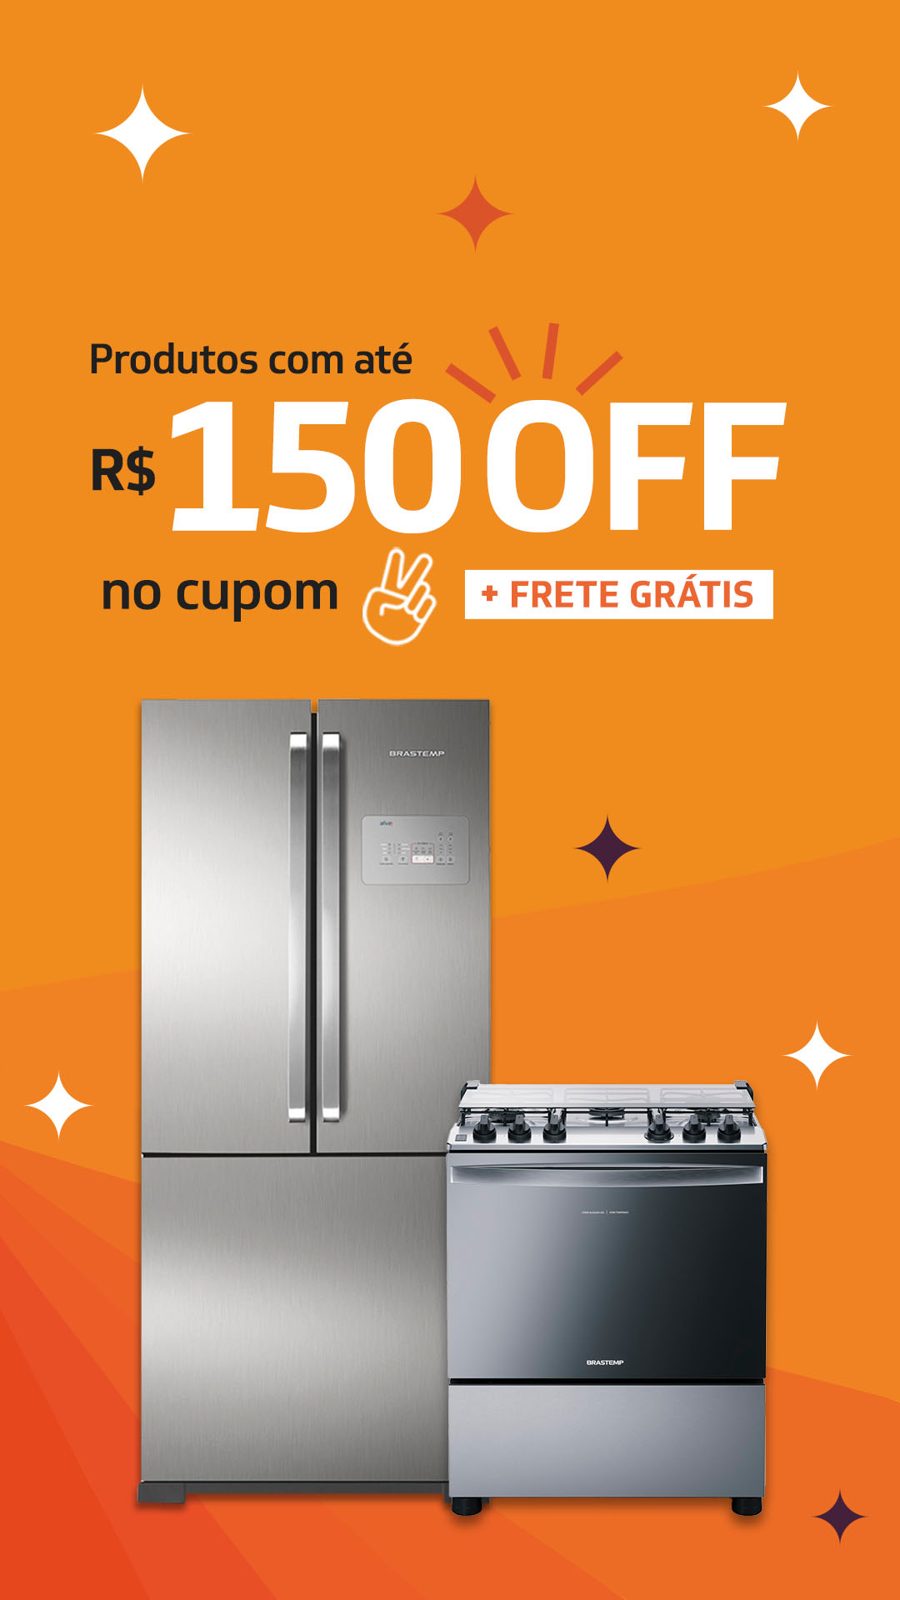 Produtos com até
R$ 150 OFF
no cupom
+ FRETE GRÁTIS
BRASTEMP
BRASTEMP